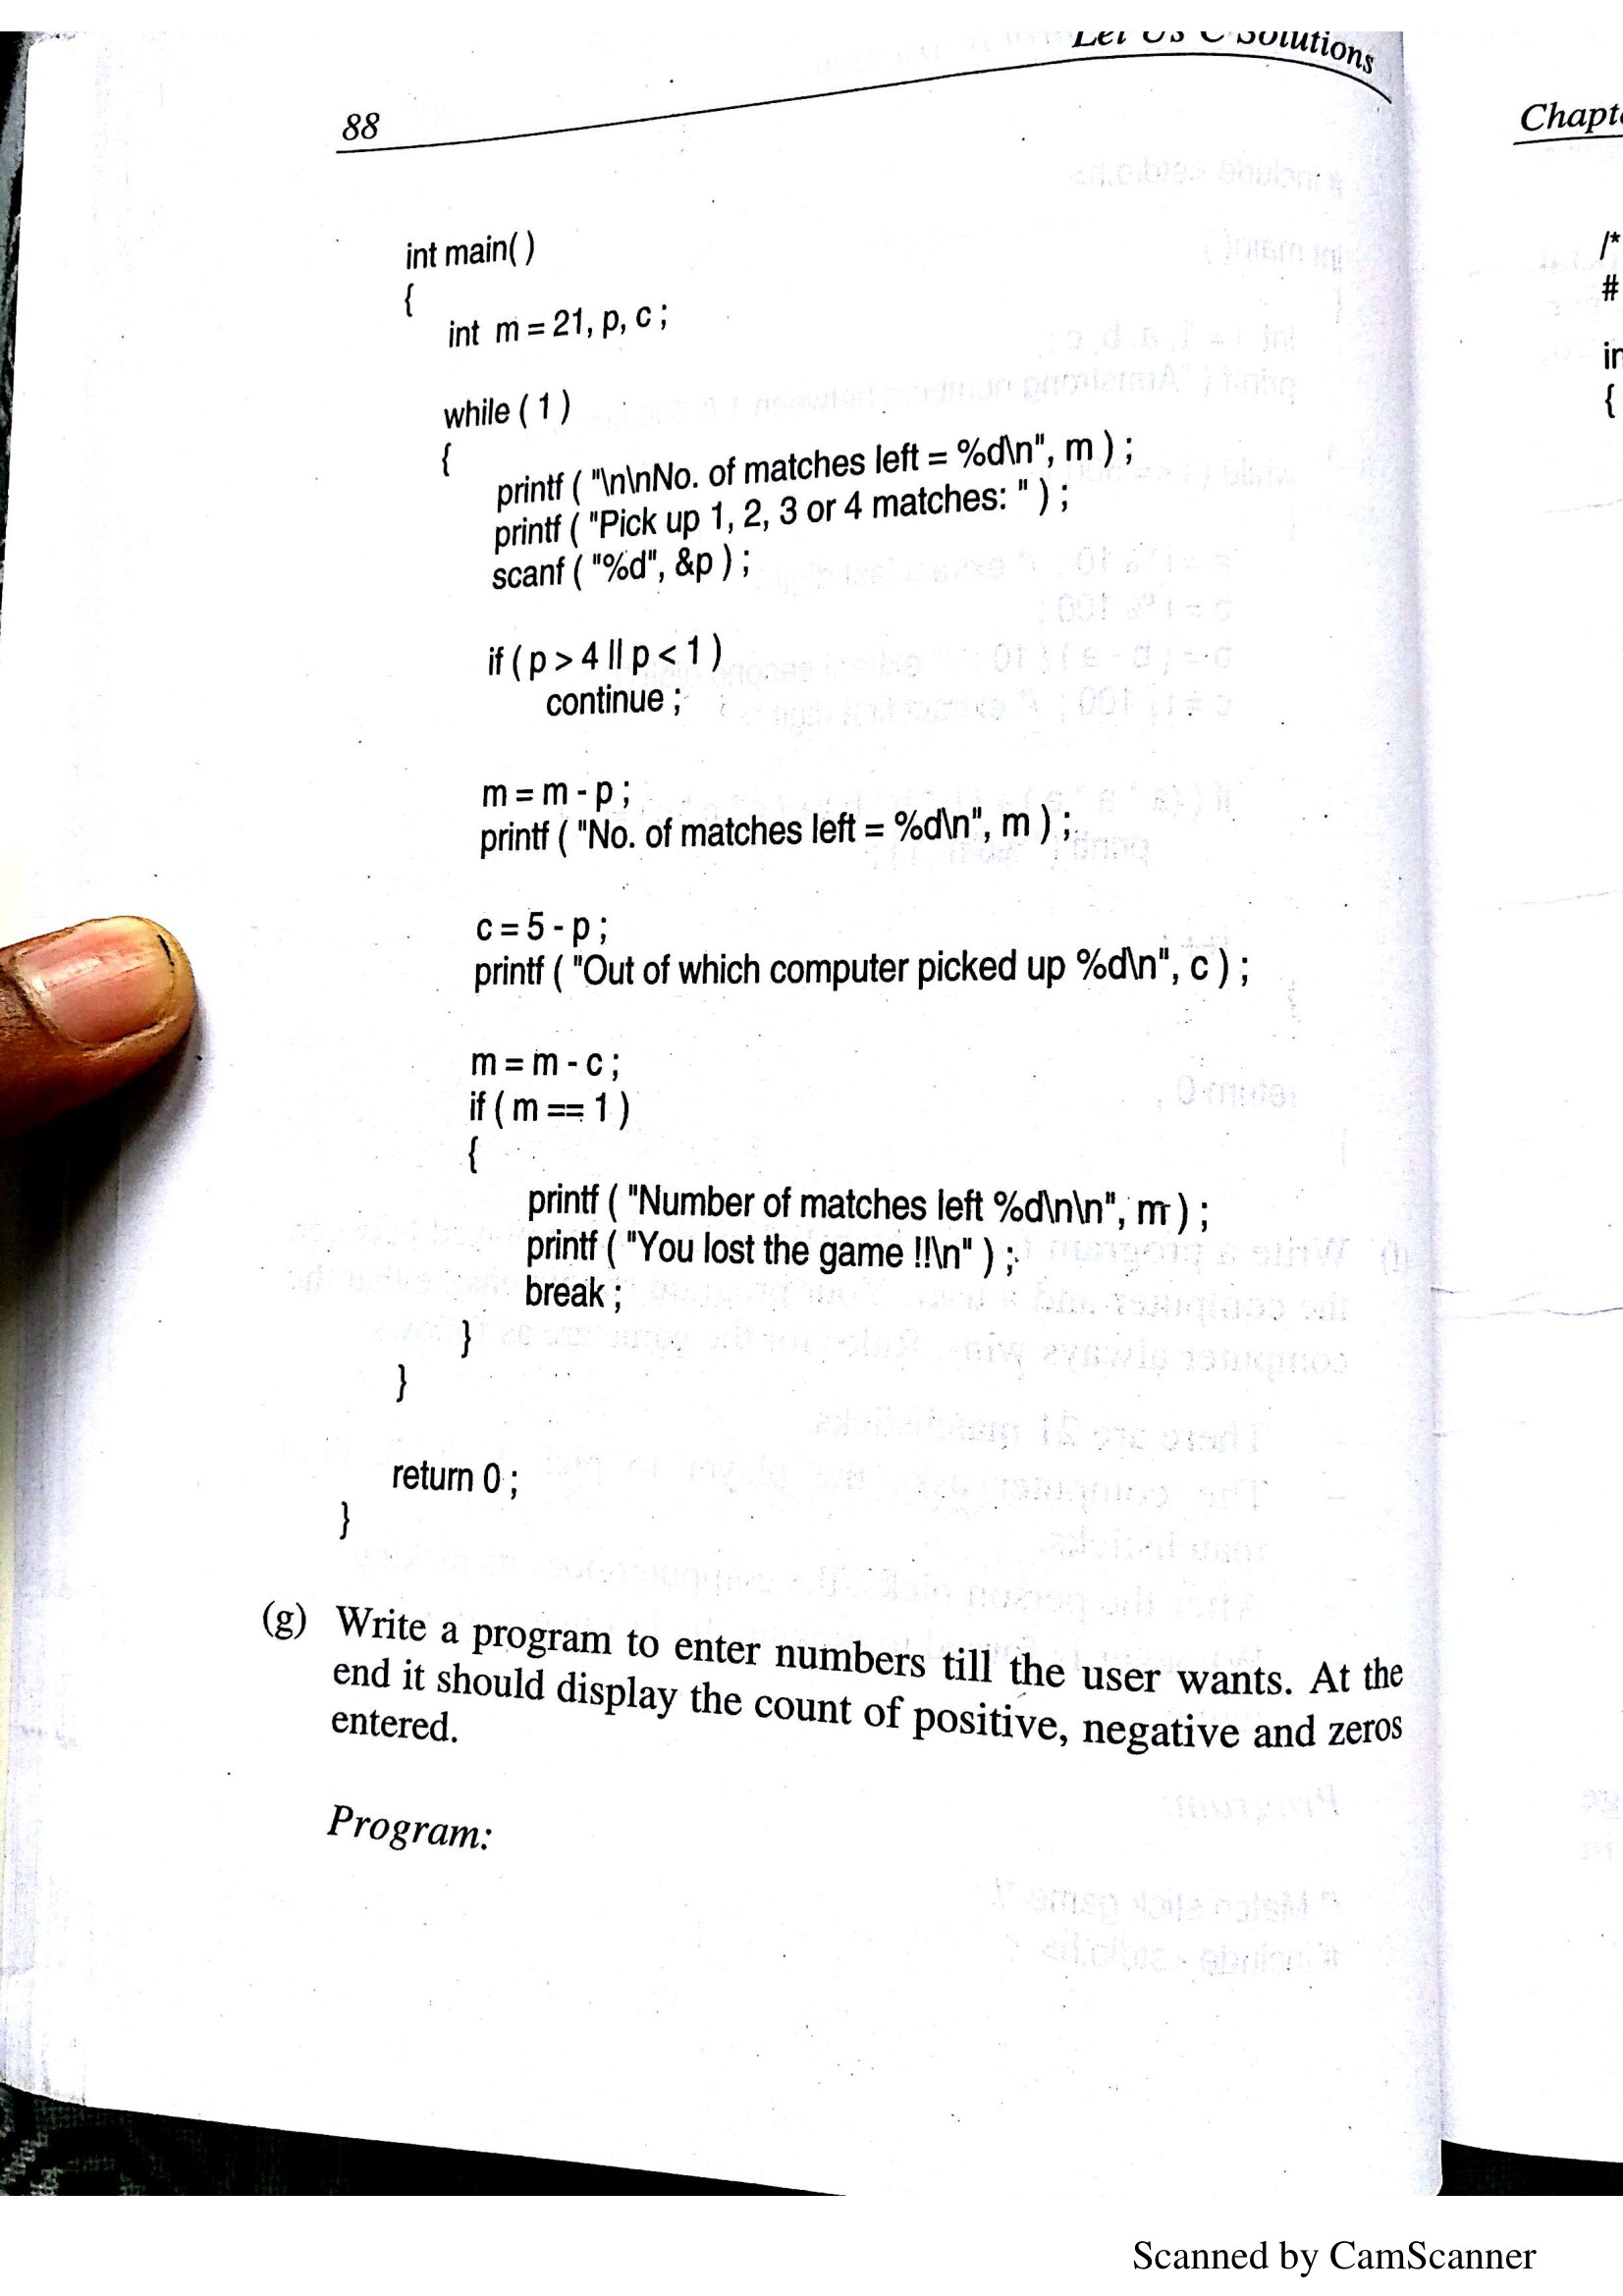 Let Us C Solutions
88
int main( )
{
int m = 21, p, c ;
while ( 1 )
{
printf ( "\n\nNo. of matches left = %d\n", m ) ;
printf ( "Pick up 1, 2, 3 or 4 matches: " ) ;
scanf ( "%d", &p ) ;
if ( p > 4 || p < 1 )
continue ;
m = m - p ;
printf ( "No. of matches left = %d\n", m ) ;
c = 5 - p ;
printf ( "Out of which computer picked up %d\n", c ) ;
m = m - c ;
if ( m == 1 )
{
printf ( "Number of matches left %d\n\n", m ) ;
printf ( "You lost the game !!\n" ) ;
break ;
}
}
return 0 ;
}
(g) Write a program to enter numbers till the user wants. At the
end it should display the count of positive, negative and zeros
entered.
Program:
/*
#
{
Scanned by CamScanner